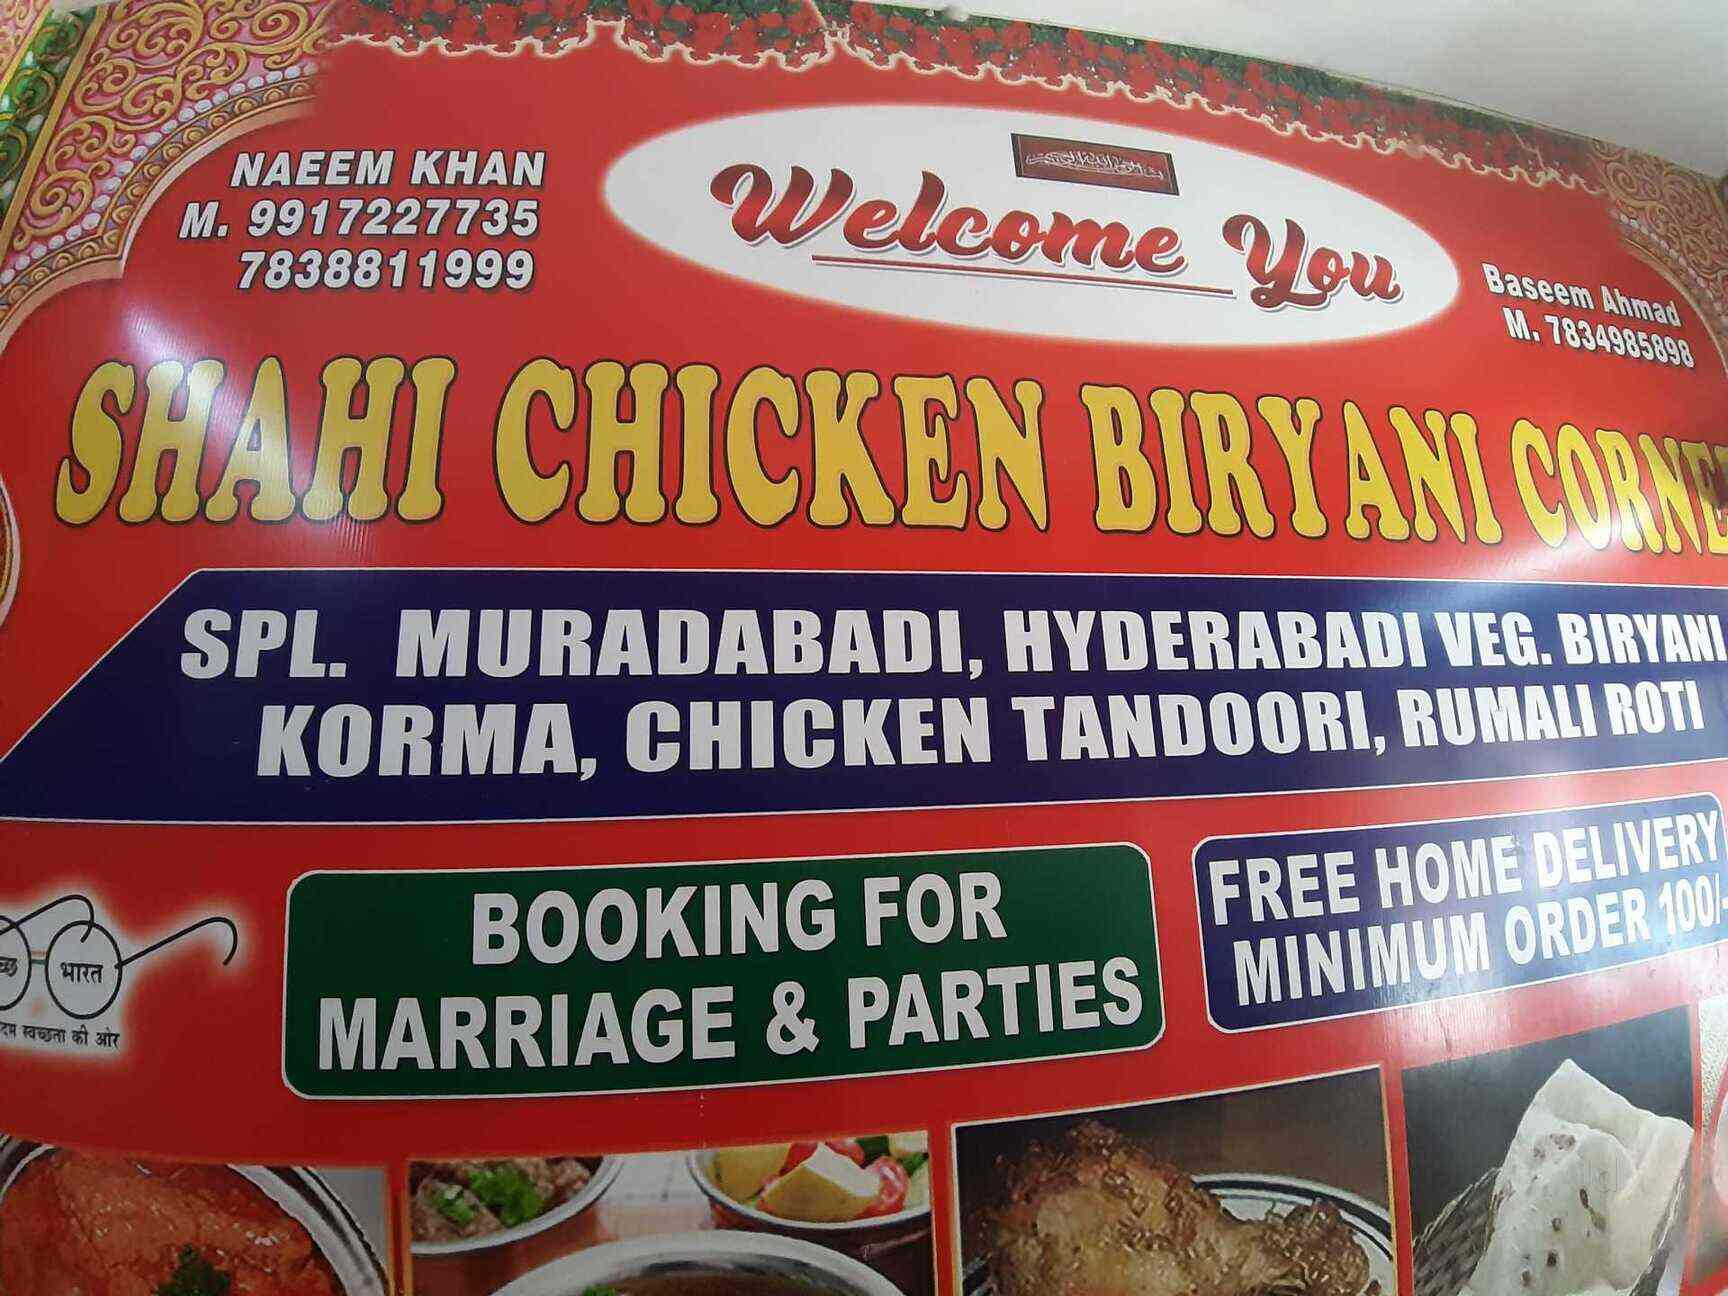 NAEEM KHAN
M. 9917227735
7838811999
Welcome You
Baseem Ahmad
M. 7834985898
SHAHI CHICKEN BIRYANI CORNE
SPL. MURADABADI, HYDERABADI VEG. BIRYANI
KORMA, CHICKEN TANDOORI, RUMALI ROTI
BOOKING FOR
MARRIAGE & PARTIES
FREE HOME DELIVERY
MINIMUM ORDER 100/-
भारत
स्वच्छता की ओर